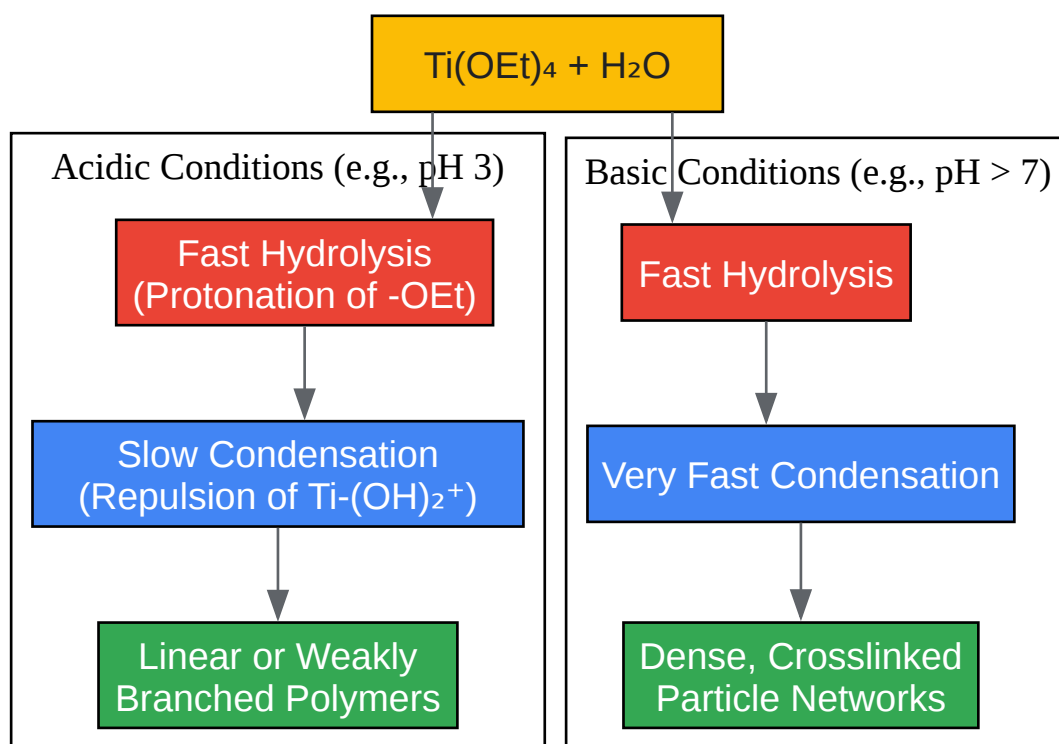 Ti(OEt)₄ + H₂O
Acidic Conditions (e.g., pH 3)
Fast Hydrolysis
(Protonation of -OEt)
Slow Condensation
(Repulsion of Ti-(OH)₂⁺)
Linear or Weakly
Branched Polymers
Basic Conditions (e.g., pH > 7)
Fast Hydrolysis
Very Fast Condensation
Dense, Crosslinked
Particle Networks